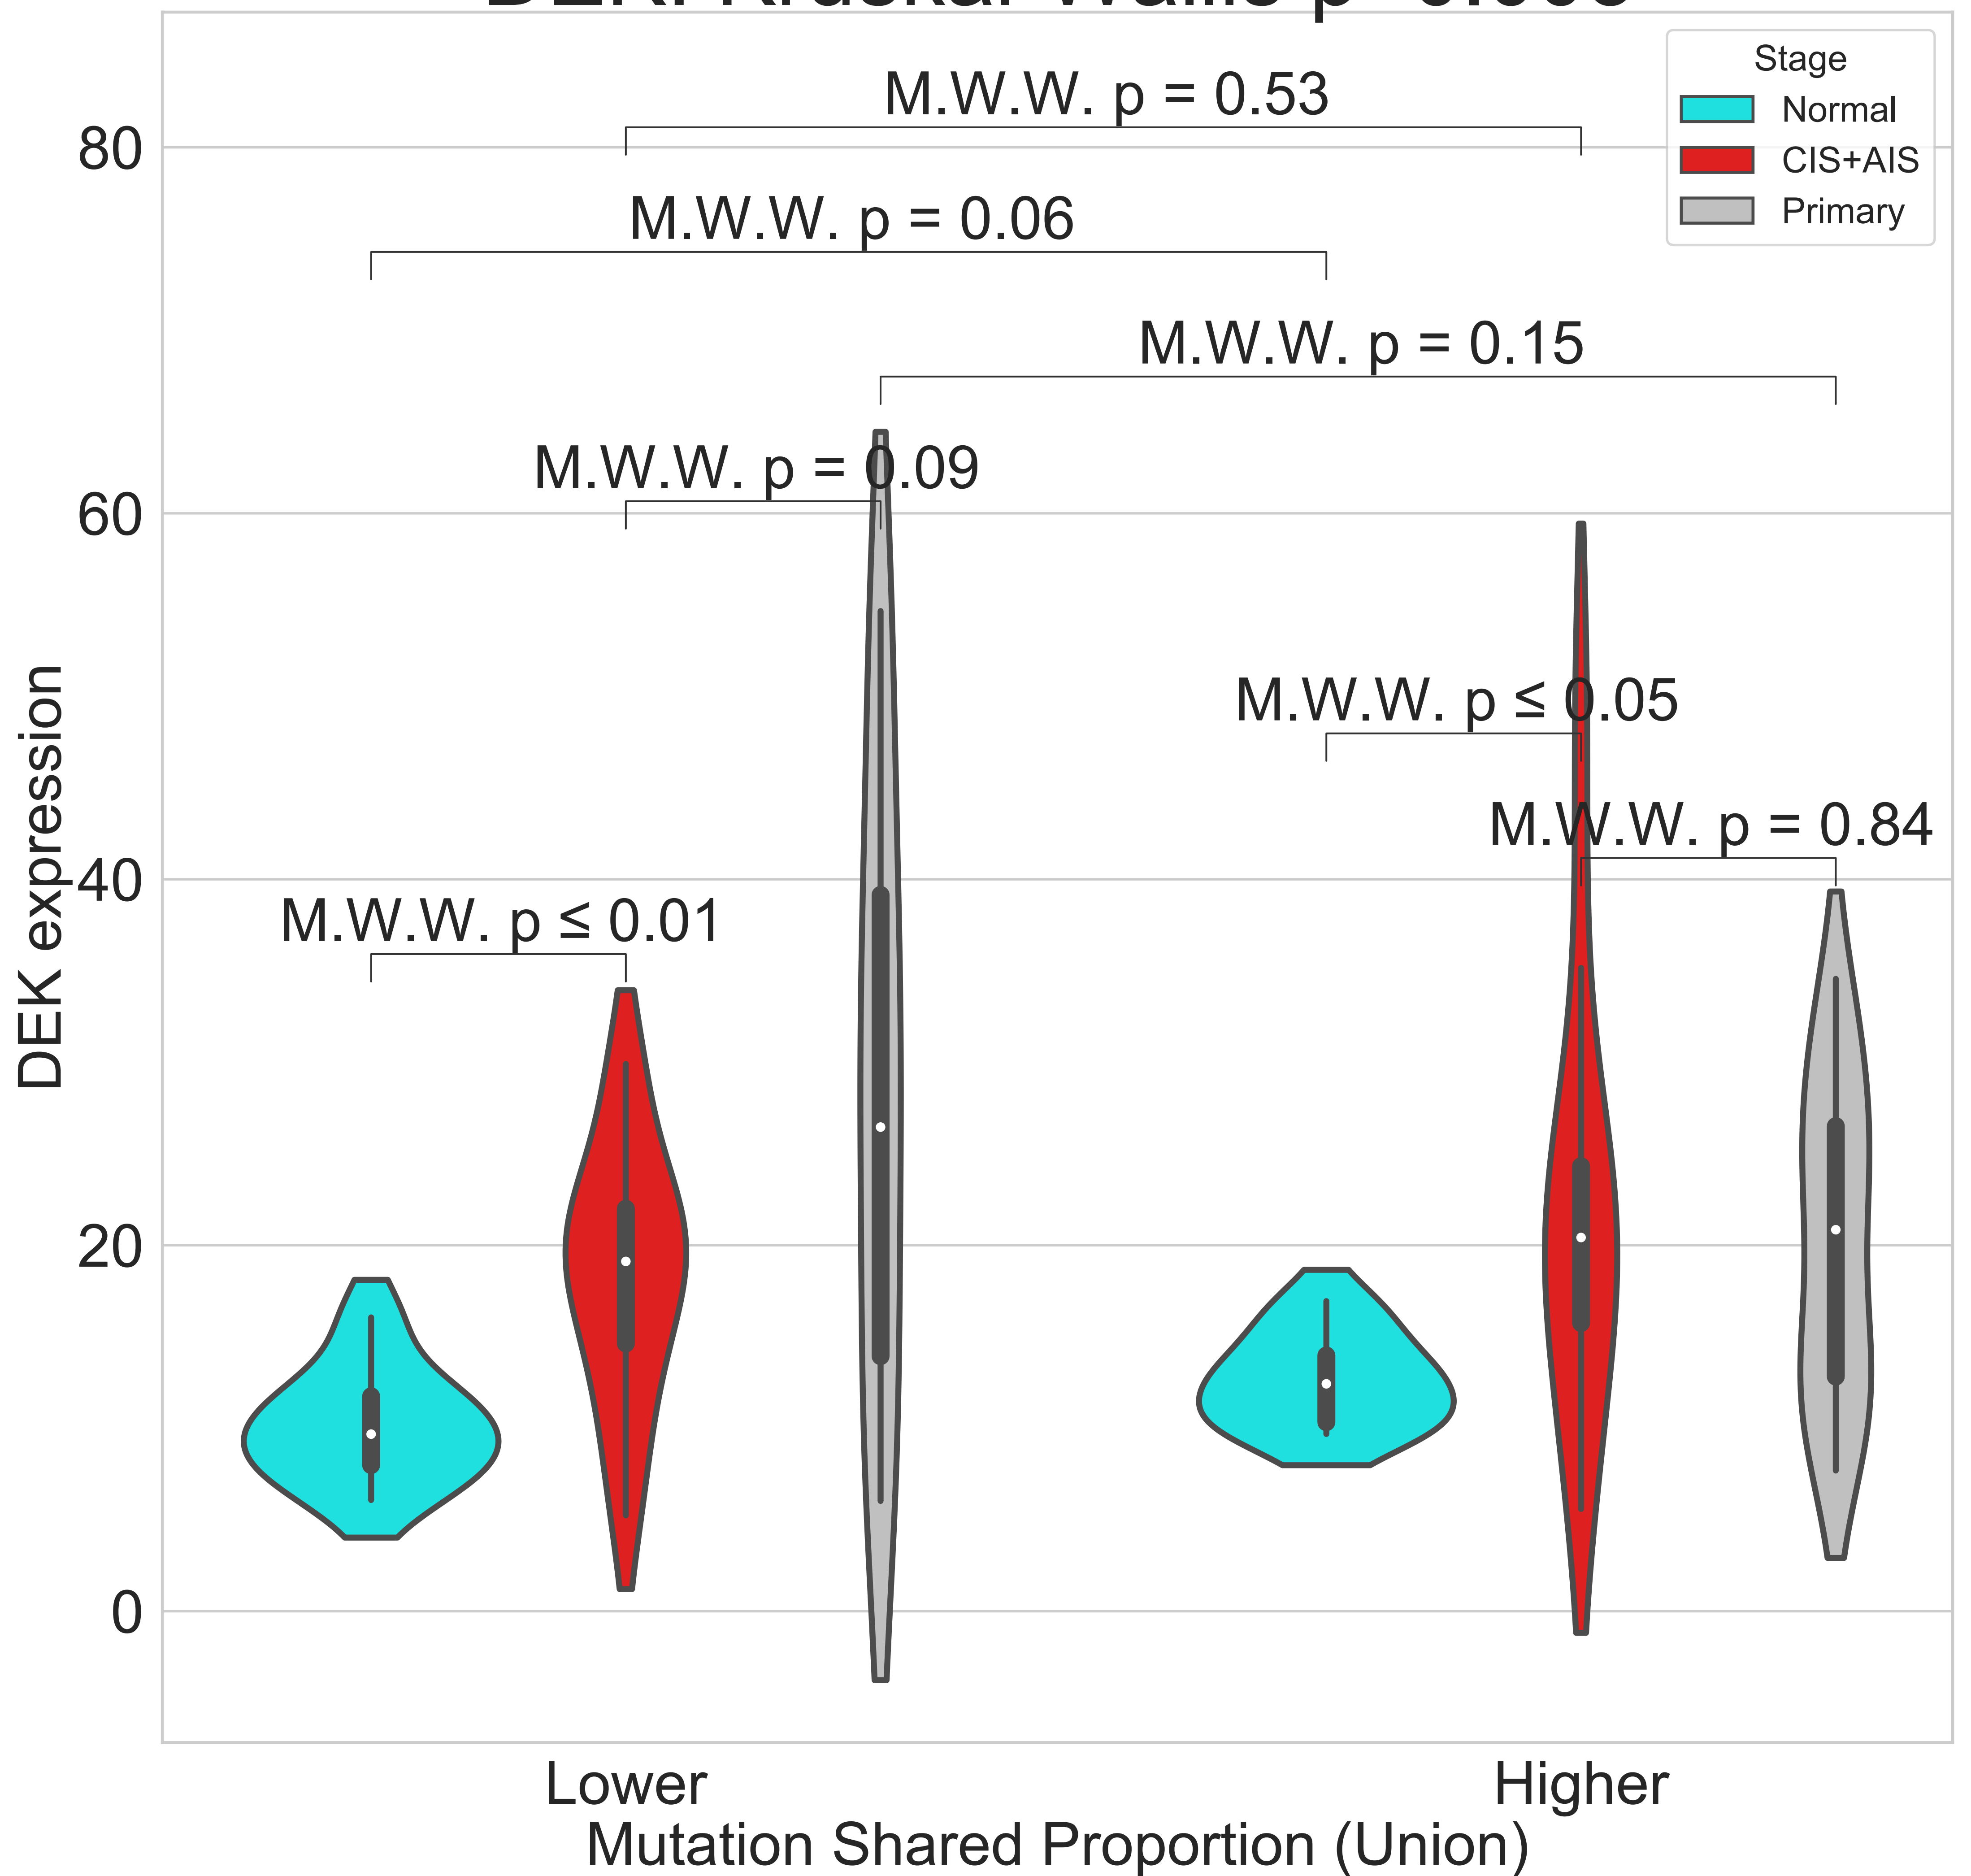 Stage
Normal
CIS+AIS
Primary
M.W.W. p = 0.53
M.W.W. p = 0.06
M.W.W. p = 0.15
M.W.W. p = 0.09
M.W.W. p ≤ 0.05
M.W.W. p = 0.84
M.W.W. p ≤ 0.01
80
60
40
20
0
DEK expression
Lower
Higher
Mutation Shared Proportion (Union)